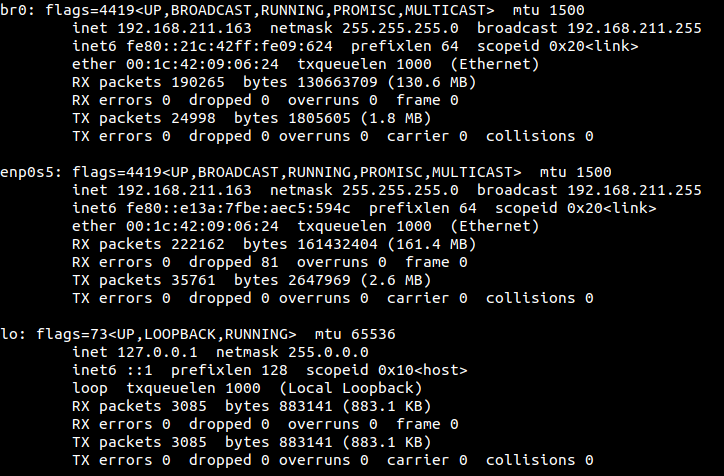 br0: flags=4419<UP,BROADCAST,RUNNING,PROMISC,MULTICAST>  mtu 1500
        inet 192.168.211.163  netmask 255.255.255.0  broadcast 192.168.211.255
        inet6 fe80::21c:42ff:fe09:624  prefixlen 64  scopeid 0x20<link>
        ether 00:1c:42:09:06:24  txqueuelen 1000  (Ethernet)
        RX packets 190265  bytes 130663709 (130.6 MB)
        RX errors 0  dropped 0  overruns 0  frame 0
        TX packets 24998  bytes 1805605 (1.8 MB)
        TX errors 0  dropped 0 overruns 0  carrier 0  collisions 0

enp0s5: flags=4419<UP,BROADCAST,RUNNING,PROMISC,MULTICAST>  mtu 1500
        inet 192.168.211.163  netmask 255.255.255.0  broadcast 192.168.211.255
        inet6 fe80::e13a:7fbe:aec5:594c  prefixlen 64  scopeid 0x20<link>
        ether 00:1c:42:09:06:24  txqueuelen 1000  (Ethernet)
        RX packets 222162  bytes 161432404 (161.4 MB)
        RX errors 0  dropped 81  overruns 0  frame 0
        TX packets 35761  bytes 2647969 (2.6 MB)
        TX errors 0  dropped 0 overruns 0  carrier 0  collisions 0

lo: flags=73<UP,LOOPBACK,RUNNING>  mtu 65536
        inet 127.0.0.1  netmask 255.0.0.0
        inet6 ::1  prefixlen 128  scopeid 0x10<host>
        loop  txqueuelen 1000  (Local Loopback)
        RX packets 3085  bytes 883141 (883.1 KB)
        RX errors 0  dropped 0  overruns 0  frame 0
        TX packets 3085  bytes 883141 (883.1 KB)
        TX errors 0  dropped 0 overruns 0  carrier 0  collisions 0